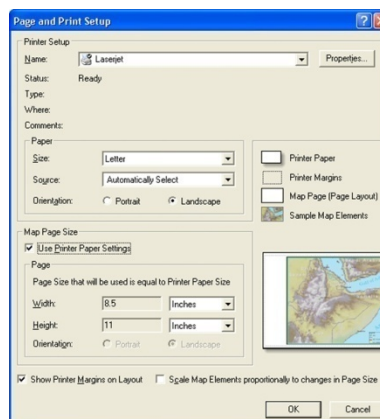 Page and Print Setup
Printer Setup
Name: Laserjet Properties...
Status: Ready
Type:
Where:
Comments:
Paper
Size: Letter
Source: Automatically Select
Orientation: Portrait Landscape
Printer Paper
Printer Margins
Map Page (Page Layout)
Sample Map Elements
Map Page Size
Use Printer Paper Settings
Page
Page Size that will be used is equal to Printer Paper Size
Width: 8.5 Inches
Height: 11 Inches
Orientation: Portrait Landscape
Show Printer Margins on Layout Scale Map Elements proportionally to changes in Page Size
OK Cancel